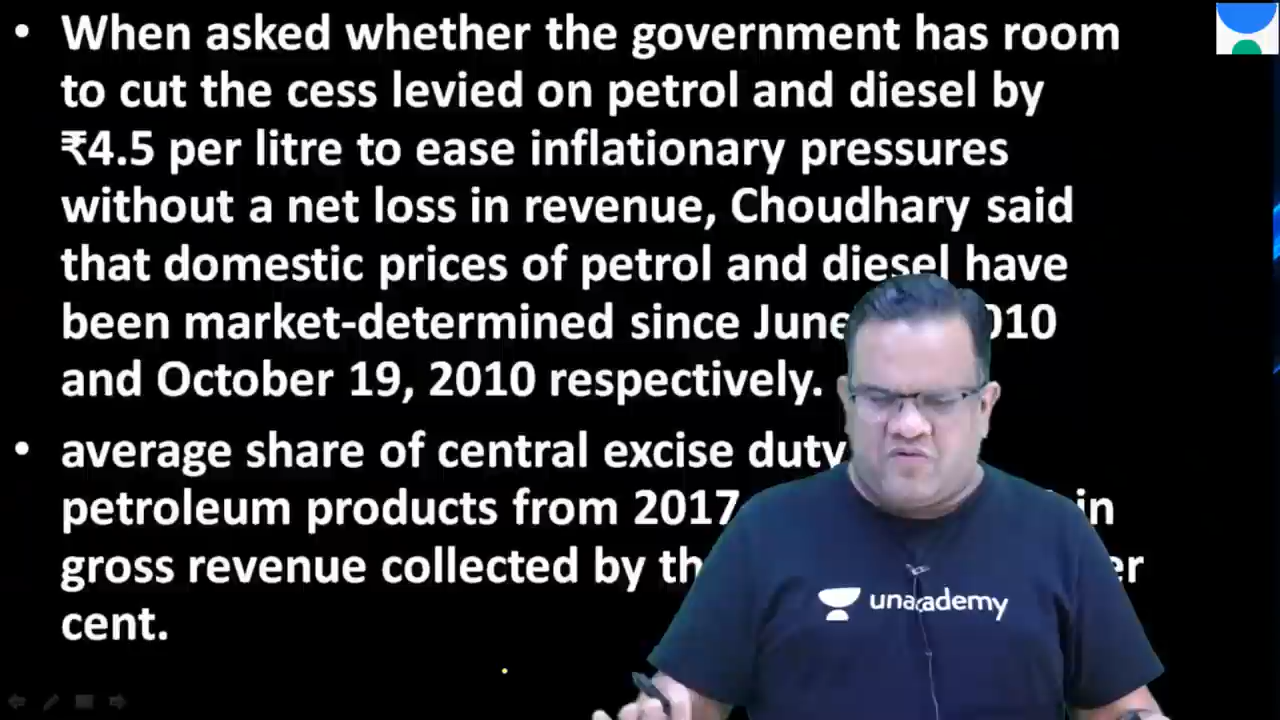 • When asked whether the government has room
to cut the cess levied on petrol and diesel by
₹4.5 per litre to ease inflationary pressures
without a net loss in revenue, Choudhary said
that domestic prices of petrol and diesel have
been market-determined since June 010
and October 19, 2010 respectively.
• average share of central excise duty
petroleum products from 2017 in
gross revenue collected by th er
cent.
unacademy